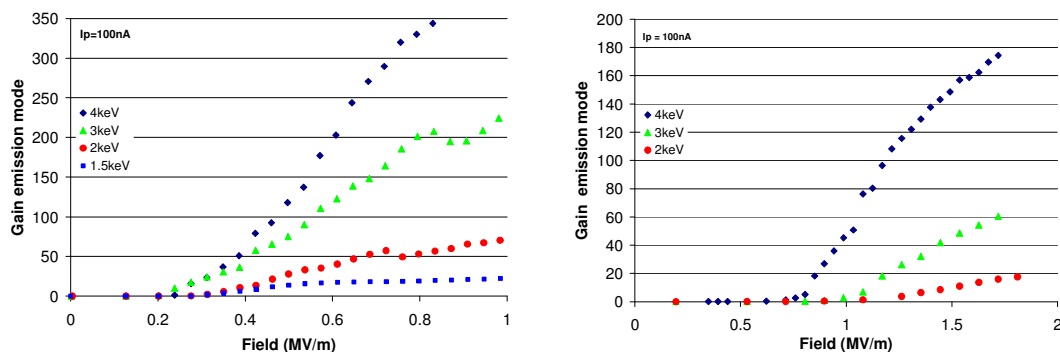 Ip=100nA
Gain emission mode
350
300
250
200
150
100
50
0
4keV
3keV
2keV
1.5keV
0 0.2 0.4 0.6 0.8 1
Field (MV/m)
Ip = 100nA
Gain emission mode
200
180
160
140
120
100
80
60
40
20
0
4keV
3keV
2keV
0 0.5 1 1.5 2
Field (MV/m)